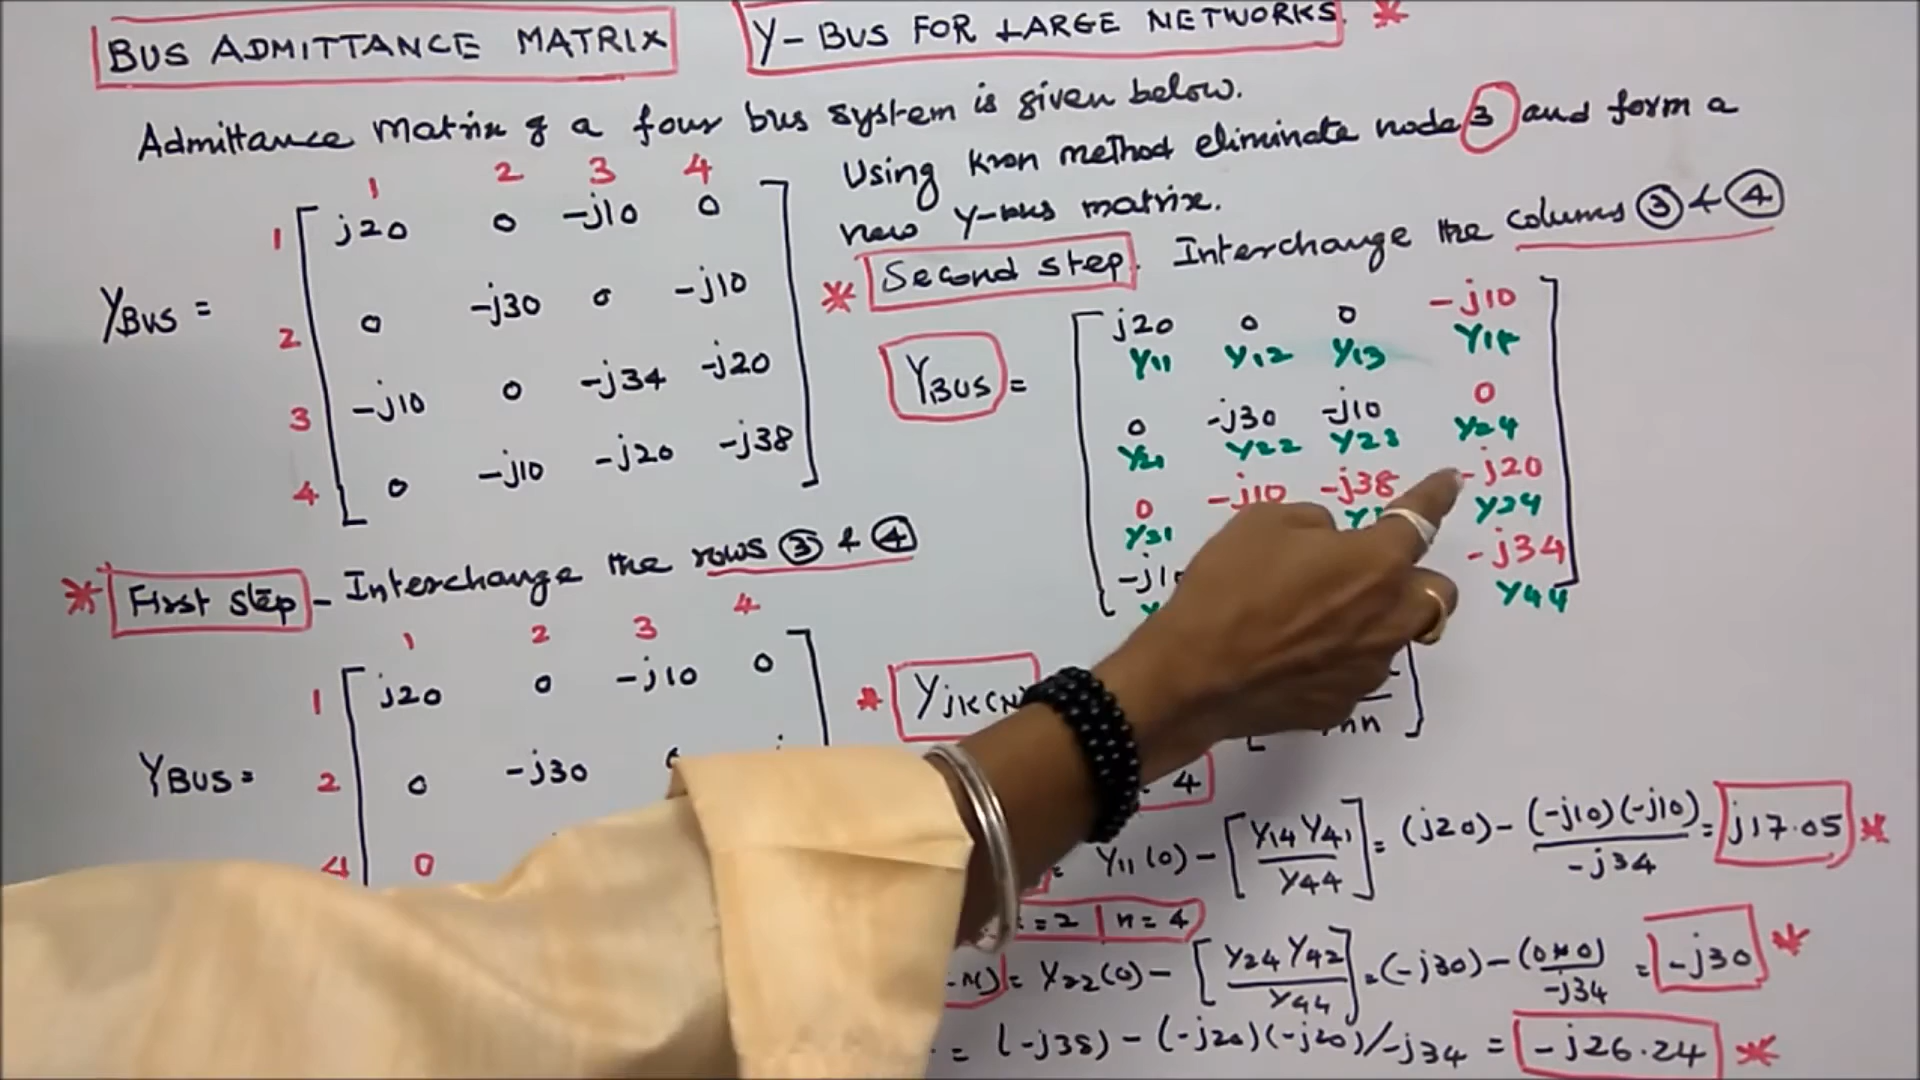 BUS ADMITTANCE MATRIX
Y-BUS FOR LARGE NETWORKS. *
Admittance Matrix of a four bus system is given below.
Using Kron method eliminate node 3 and form a
new Y-bus matrix.
1 2 3 4
1 j20 0 -j10 0
YBUS =
2 0 -j30 0 -j10
3 -j10 0 -j34 -j20
4 0 -j10 -j20 -j38
* First step - Interchange the rows 3 & 4
1 2 3 4
1 j20 0 -j10 0
YBUS =
2 0 -j30
4 0
* Second step. Interchange the columns 3 & 4
YBUS =
j20 0 0 -j10
Y11 Y12 Y13 Y14
0 -j30 -j10 0
Y21 Y22 Y23 Y24
0 -j10 -j38 -j20
Y31 Y24
-j10 -j34
Y44
* Yjk(N)
nn
4
= Y11(0) - [Y14 Y41 / Y44] = (j20) - (-j10)(-j10) / -j34 = j17.05 *
=2 | n=4
= Y22(0) - [Y24 Y42 / Y44] = (-j30) - (0×0) / -j34 = -j30 *
= (-j38) - (-j20)(-j20)/-j34 = -j26.24 *